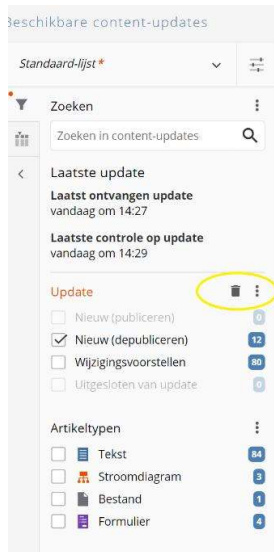 Beschikbare content-updates
Standaard-lijst *
Zoeken
Zoeken in content-updates
Laatste update
Laatst ontvangen update
vandaag om 14:27
Laatste controle op update
vandaag om 14:29
Update
Nieuw (publiceren) 0
Nieuw (depubliceren) 12
Wijzigingsvoorstellen 80
Uitgesloten van update 0
Artikeltypen
Tekst 84
Stroomdiagram 3
Bestand 1
Formulier 4